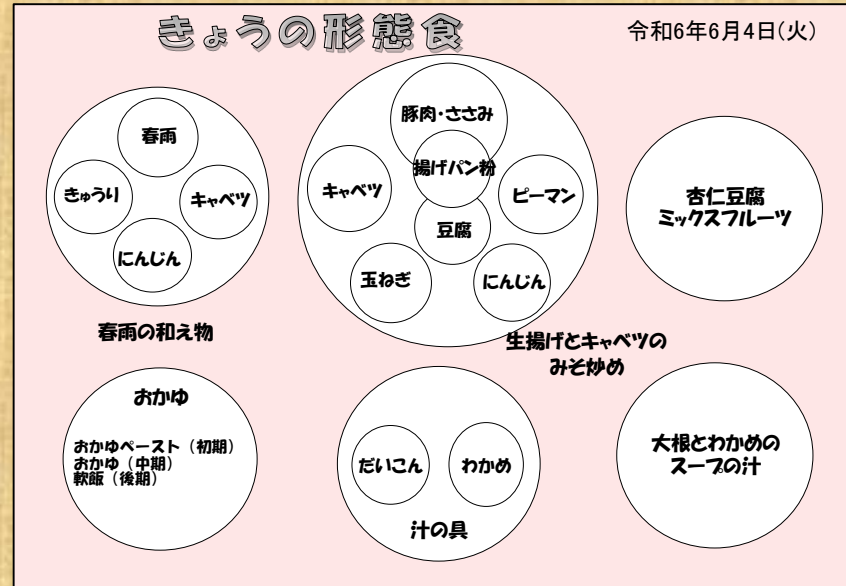 きょうの形態食
令和6年6月4日(火)
春雨
きゅうり
キャベツ
にんじん
春雨の和え物
豚肉・ささみ
揚げパン粉
キャベツ
ピーマン
豆腐
玉ねぎ
にんじん
生揚げとキャベツの
みそ炒め
杏仁豆腐
ミックスフルーツ
おかゆ
おかゆペースト（初期）
おかゆ（中期）
軟飯（後期）
だいこん
わかめ
汁の具
大根とわかめの
スープの汁